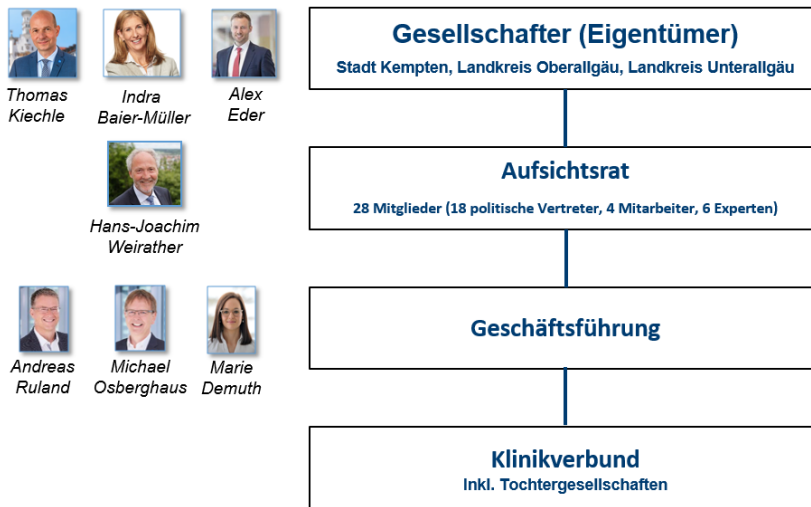 Gesellschafter (Eigentümer)
Stadt Kempten, Landkreis Oberallgäu, Landkreis Unterallgäu
Thomas
Kiechle
Indra
Baier-Müller
Alex
Eder
Aufsichtsrat
28 Mitglieder (18 politische Vertreter, 4 Mitarbeiter, 6 Experten)
Hans-Joachim
Weirather
Geschäftsführung
Andreas
Ruland
Michael
Osberghaus
Marie
Demuth
Klinikverbund
Inkl. Tochtergesellschaften